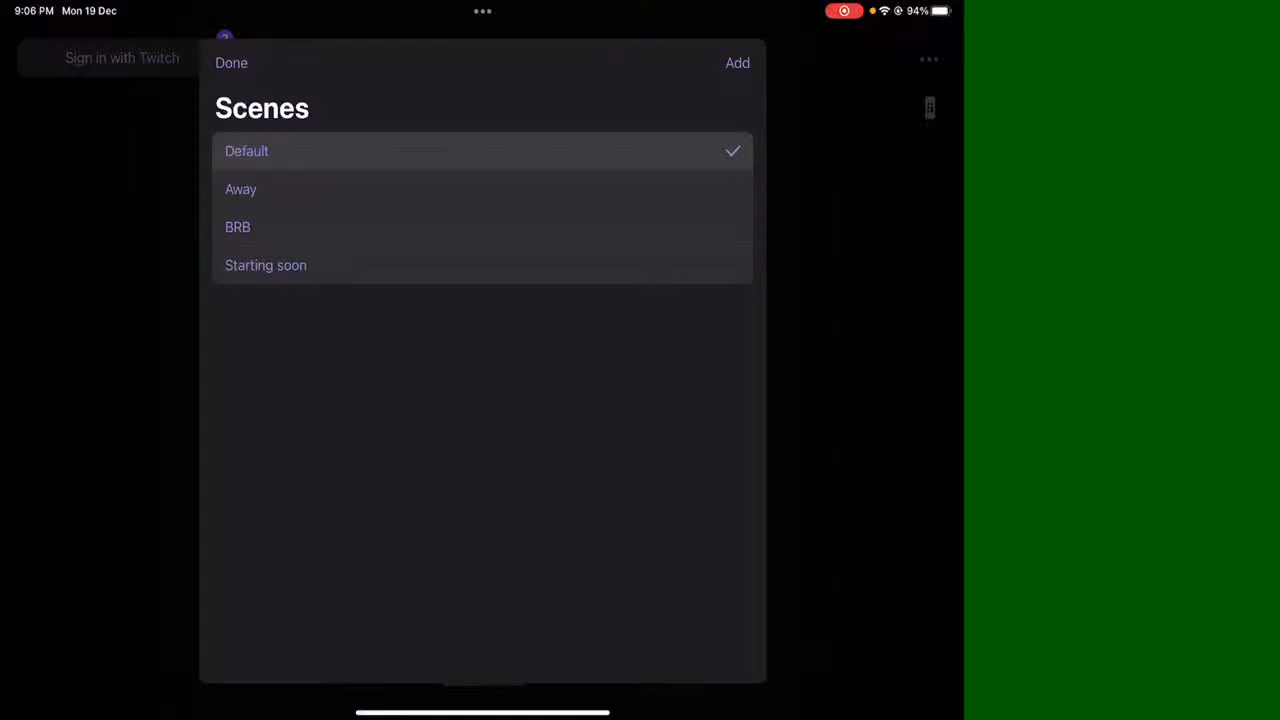 9:06 PM Mon 19 Dec
94%
Sign in with Twitch
Done
Add
Scenes
Default
Away
BRB
Starting soon